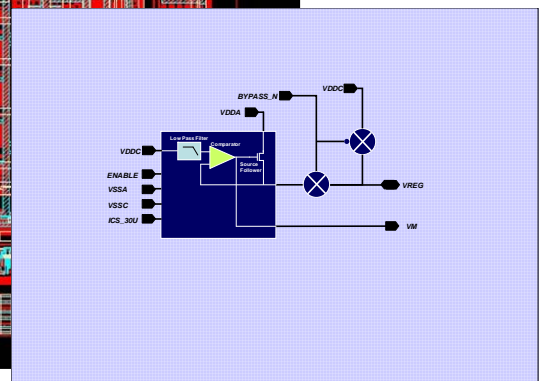 VDDC
BYPASS_N
VDDA
Low Pass Filter
Comparator
VDDC
Source
Follower
ENABLE
VSSA
VREG
VSSC
ICS_30U
VM